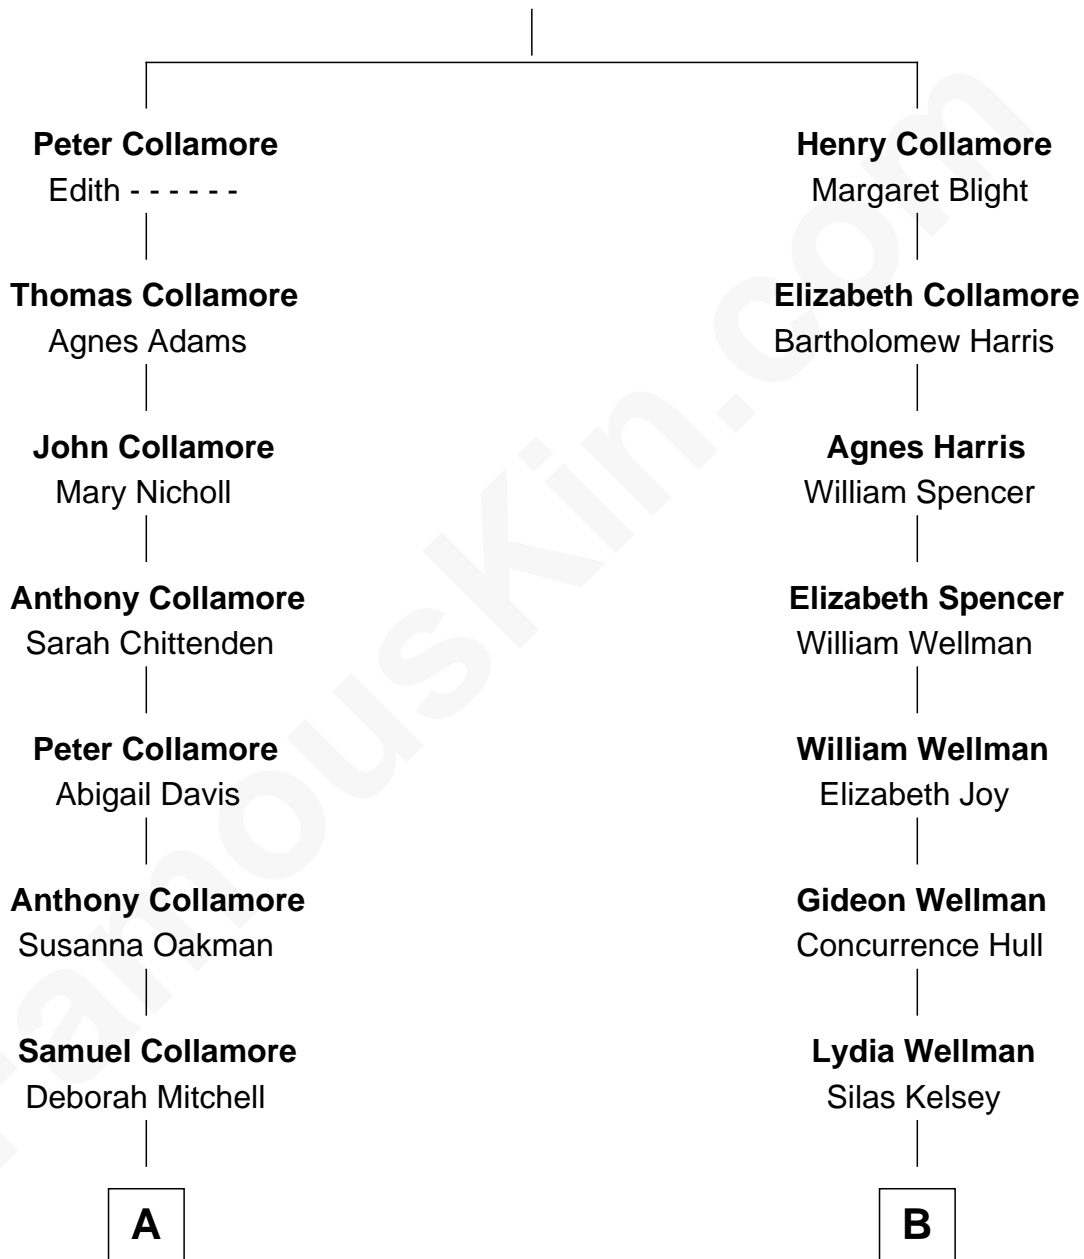 Peter Collamore
Edith - - - - - -
Thomas Collamore
Agnes Adams
John Collamore
Mary Nicholl
Anthony Collamore
Sarah Chittenden
Peter Collamore
Abigail Davis
Anthony Collamore
Susanna Oakman
Samuel Collamore
Deborah Mitchell
A
Henry Collamore
Margaret Blight
Elizabeth Collamore
Bartholomew Harris
Agnes Harris
William Spencer
Elizabeth Spencer
William Wellman
William Wellman
Elizabeth Joy
Gideon Wellman
Concurrence Hull
Lydia Wellman
Silas Kelsey
B
FamousKin.com